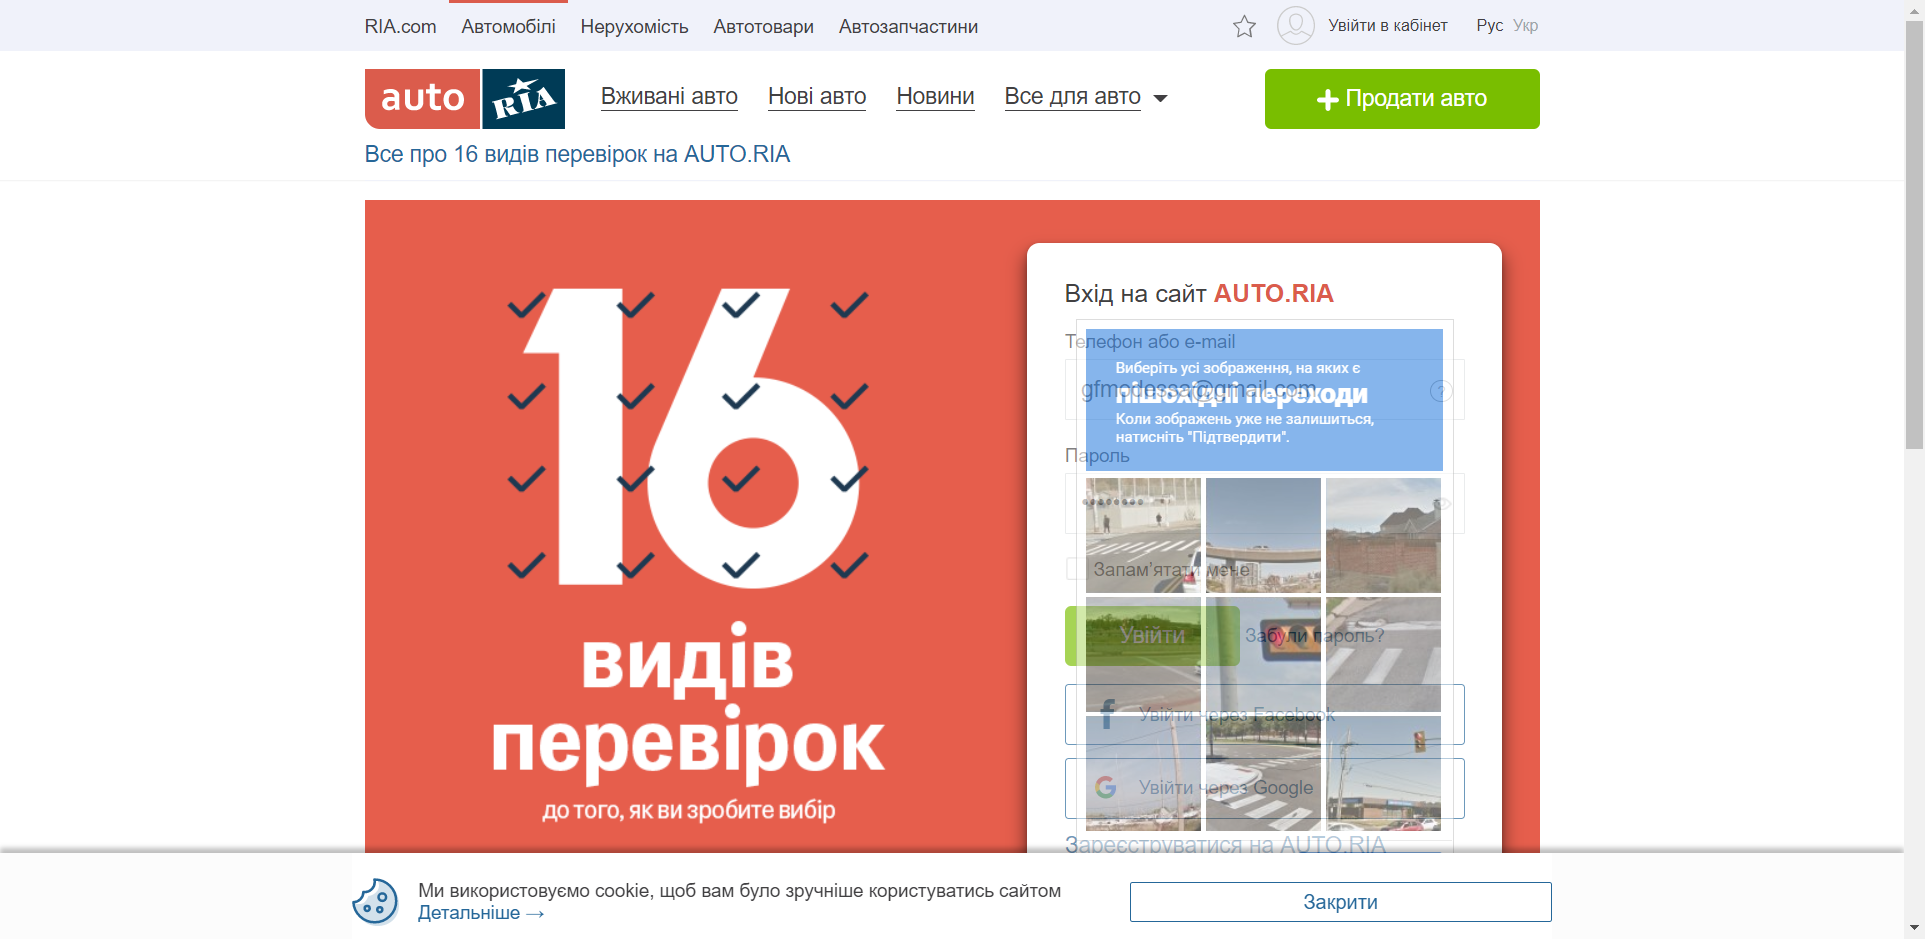 RIA.com Автомобілі Нерухомість Автотовари Автозапчастини
Увійти в кабінет Рус Укр
auto RIA
Вживані авто Нові авто Новини Все для авто
Продати авто
Все про 16 видів перевірок на AUTO.RIA
16
видів
перевірок
до того, як ви зробите вибір
Вхід на сайт AUTO.RIA
Телефон або e-mail
Виберіть усі зображення, на яких є
gfmodessa@gmail.com
?
пішохідні переходи
Коли зображень уже не залишиться,
натисніть "Підтвердити".
Пароль
Запам'ятати мене
Увійти
Забули пароль?
Увійти через Facebook
Увійти через Google
Зареєструватися на AUTO.RIA
Ми використовуємо cookie, щоб вам було зручніше користуватись сайтом
Детальніше →
Закрити